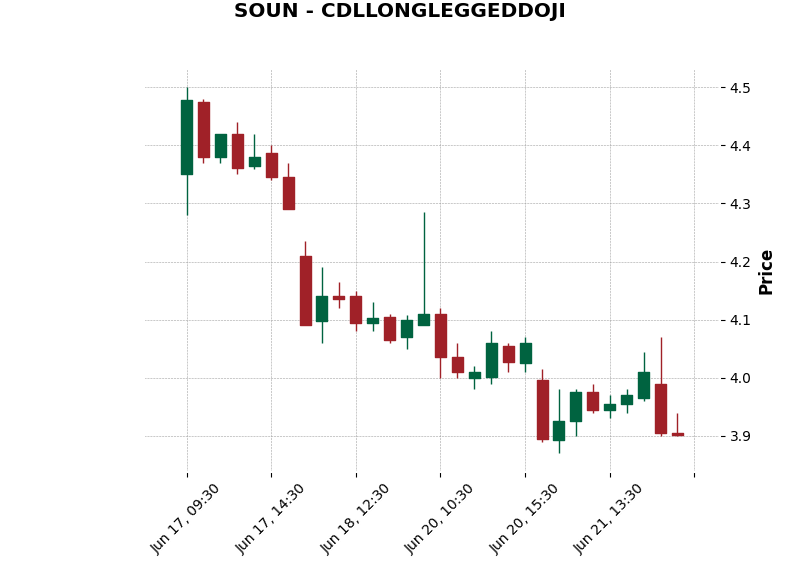 SOUN - CDLLONGLEGGEDDOJI
4.5
4.4
4.3
4.2
4.1
4.0
3.9
Price
Jun 17, 09:30
Jun 17, 14:30
Jun 18, 12:30
Jun 20, 10:30
Jun 20, 15:30
Jun 21, 13:30